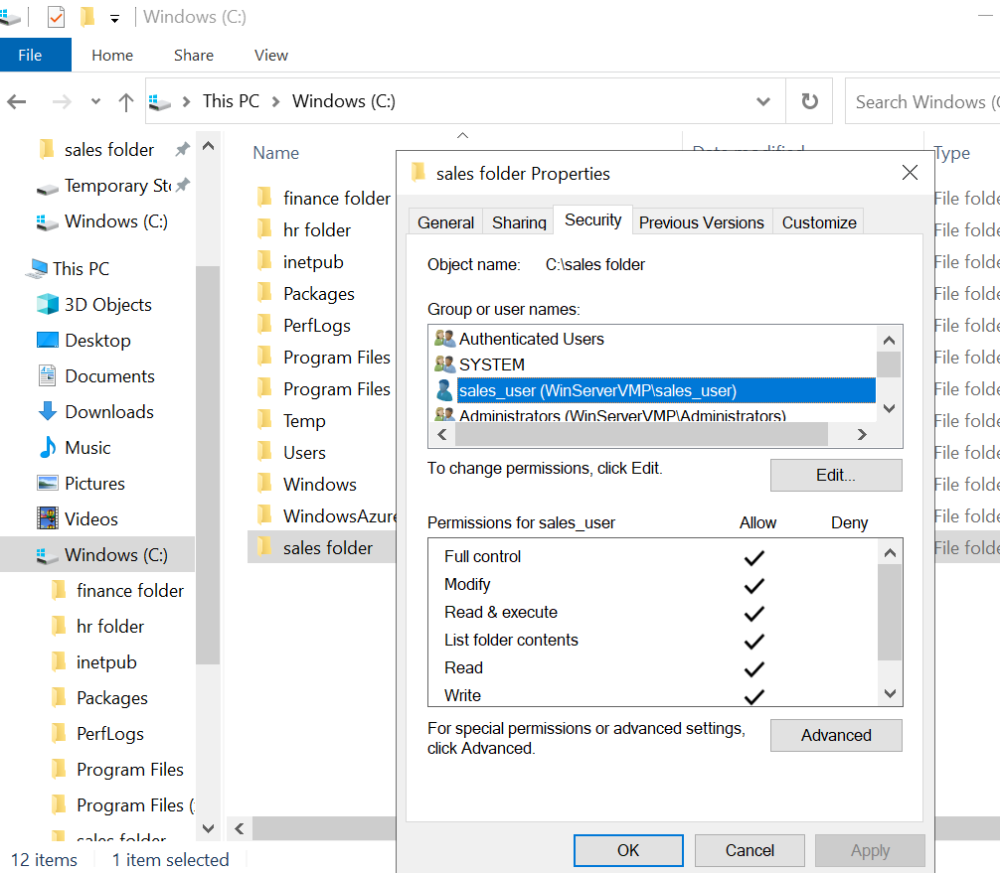 Windows (C:)
File Home Share View
This PC Windows (C:)
Search Windows (
sales folder
Temporary Sto
Windows (C:)
This PC
3D Objects
Desktop
Documents
Downloads
Music
Pictures
Videos
Windows (C:)
finance folder
hr folder
inetpub
Packages
PerfLogs
Program Files
Program Files (
sales folder
Name
Date modified
Type
finance folder
hr folder
inetpub
Packages
PerfLogs
Program Files
Program Files
Temp
Users
Windows
WindowsAzure
sales folder
File folde
File folde
File folde
File folde
File folde
File folde
File folde
File folde
File folde
File folde
File folde
File folde
sales folder Properties
General Sharing Security Previous Versions Customize
Object name: C:\sales folder
Group or user names:
Authenticated Users
SYSTEM
sales_user (WinServerVMP\sales_user)
Administrators (WinServerVMP\Administrators)
To change permissions, click Edit.
Edit...
Permissions for sales_user Allow Deny
Full control
Modify
Read & execute
List folder contents
Read
Write
For special permissions or advanced settings,
click Advanced.
Advanced
OK Cancel Apply
12 items 1 item selected